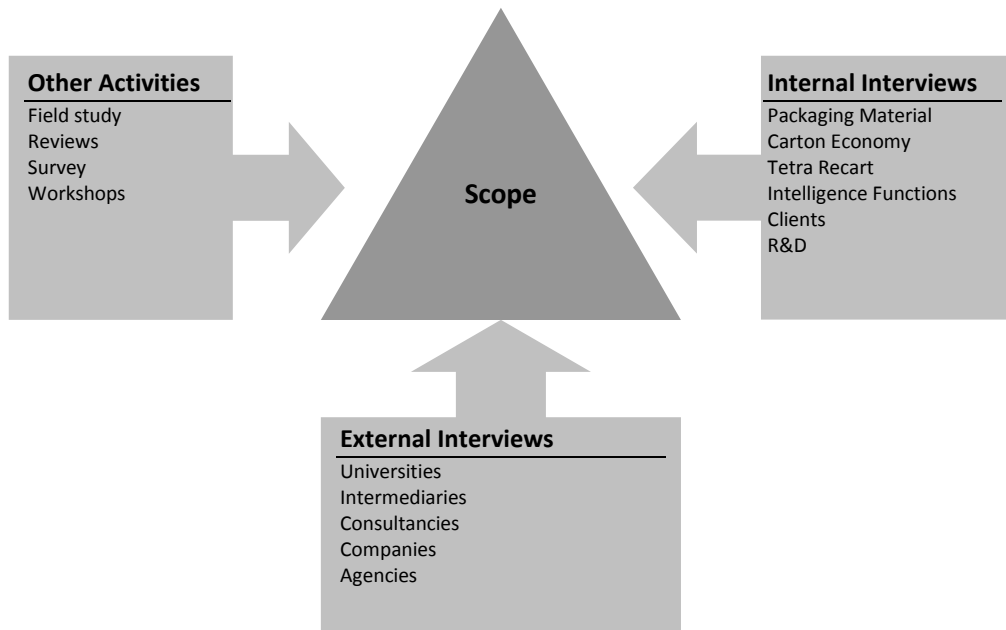 Other Activities
Field study
Reviews
Survey
Workshops
Scope
Internal Interviews
Packaging Material
Carton Economy
Tetra Recart
Intelligence Functions
Clients
R&D
External Interviews
Universities
Intermediaries
Consultancies
Companies
Agencies